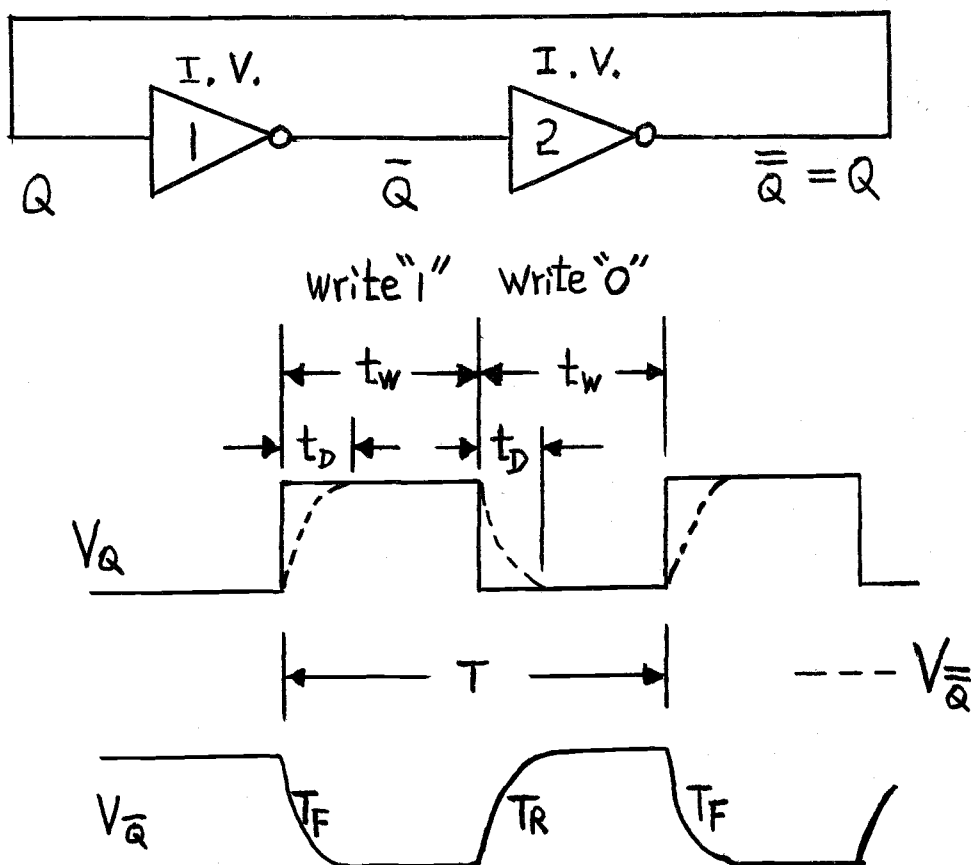 I. V. I. V.
1 2
Q Q̅ Q̿ = Q
write "1" write "0"
t_W t_W
t_D t_D
V_Q
T V_Q̿
V_Q̅ T_F T_R T_F